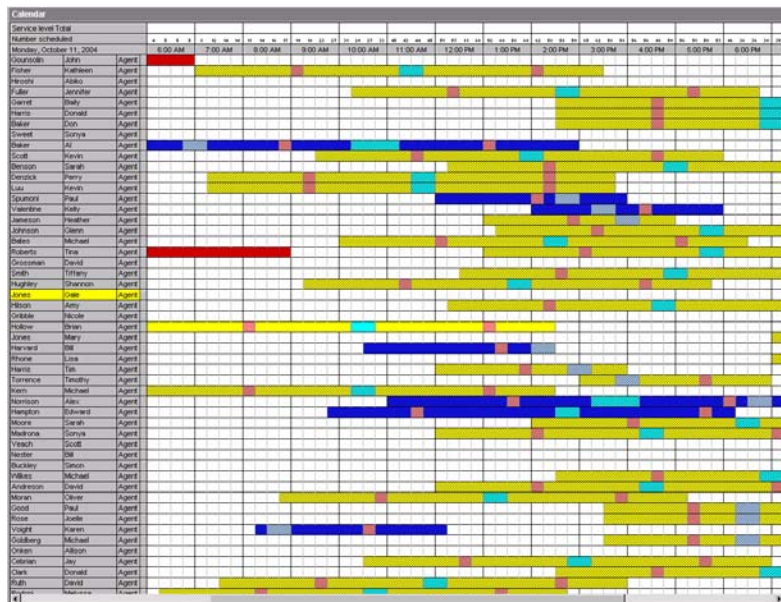 Calendar
Service level Total
Number scheduled
Monday, October 11, 2004 6:00 AM 7:00 AM 8:00 AM 9:00 AM 10:00 AM 11:00 AM 12:00 PM 1:00 PM 2:00 PM 3:00 PM 4:00 PM 5:00 PM 6:00 PM
Gounsolin John Agent
Fisher Kathleen Agent
Hiroshi Agent
Fuller Jennifer Agent
Garret Baily Agent
Harris Donald Agent
Baker Don Agent
Sweet Sonya Agent
Baker Al Agent
Scott Kevin Agent
Benson Sarah Agent
Denzick Perry Agent
Luu Kevin Agent
Spumoni Paul Agent
Valentine Kelly Agent
Jameson Heather Agent
Johnson Glenn Agent
Bates Michael Agent
Roberts Tina Agent
Grossman David Agent
Smith Tiffany Agent
Hughley Shannon Agent
Jones Gale Agent
Hilson Amy Agent
Gribble Nicole Agent
Hollow Brian Agent
Jones Mary Agent
Harvard Bill Agent
Rhone Lisa Agent
Harris Tim Agent
Torrence Timothy Agent
Kern Michael Agent
Norrison Alex Agent
Hampton Edward Agent
Moore Sarah Agent
Madrona Sonya Agent
Veach Scott Agent
Nester Bill Agent
Buckley Simon Agent
Wilkes Michael Agent
Andreson David Agent
Moran Oliver Agent
Good Paul Agent
Rose Joelle Agent
Voight Karen Agent
Goldberg Michael Agent
Onken Allison Agent
Cebrian Jay Agent
Clark Donald Agent
Ruth David Agent
Agent